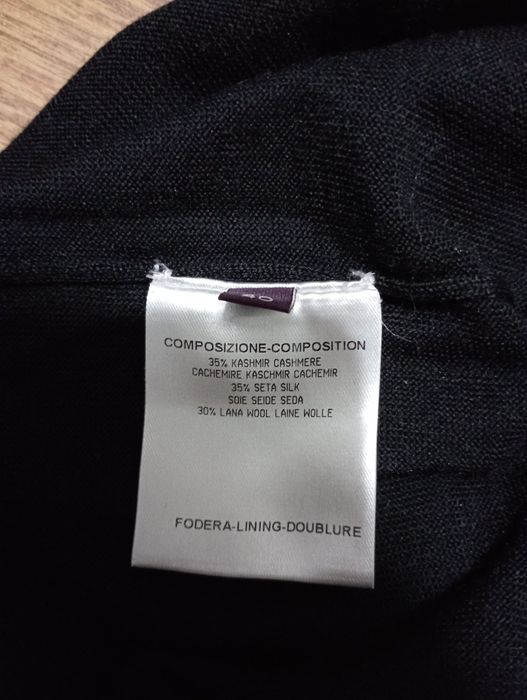 40
COMPOSIZIONE-COMPOSITION
35% KASHMIR CASHMERE
CACHEMIRE KASCHMIR CACHEMIR
35% SETA SILK
SOIE SEIDE SEDA
30% LANA WOOL LAINE WOLLE
FODERA-LINING-DOUBLURE